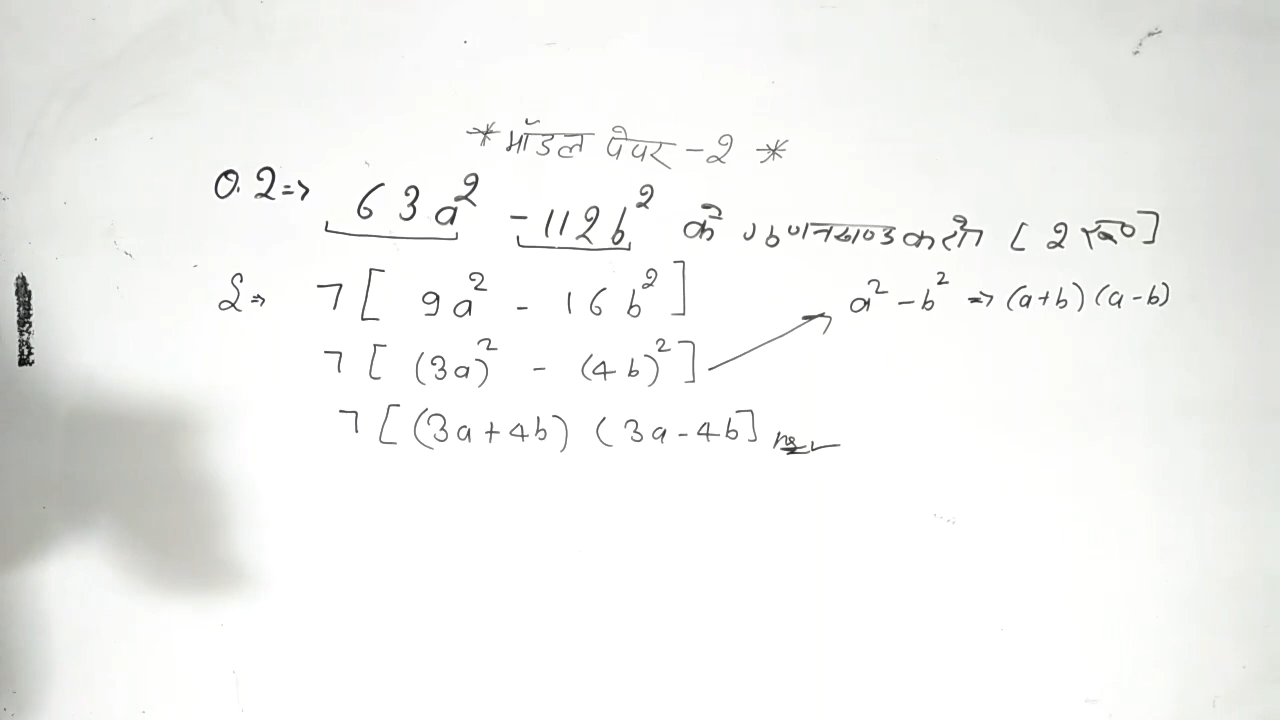 * मॉडल पेपर -2 *
Q.2⇒ 63a² - 112b² के गुणनखण्ड करो [2 अंक]
S⇒ 7[9a² - 16b²] a² - b² ⇒ (a+b)(a-b)
7[(3a)² - (4b)²]
7[(3a+4b) (3a-4b]